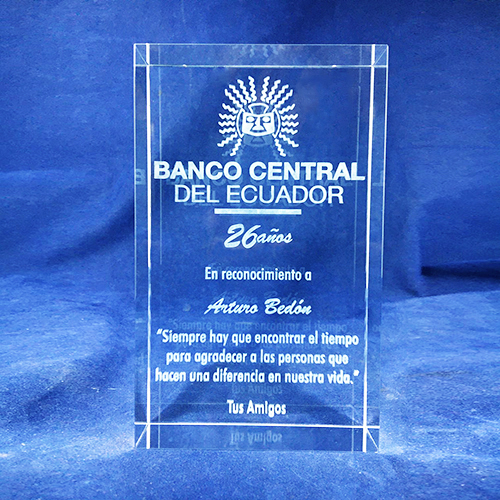 BANCO CENTRAL
DEL ECUADOR
26 años
En reconocimiento a
Arturo Bedón
“Siempre hay que encontrar el tiempo
para agradecer a las personas que
hacen una diferencia en nuestra vida.”
Tus Amigos